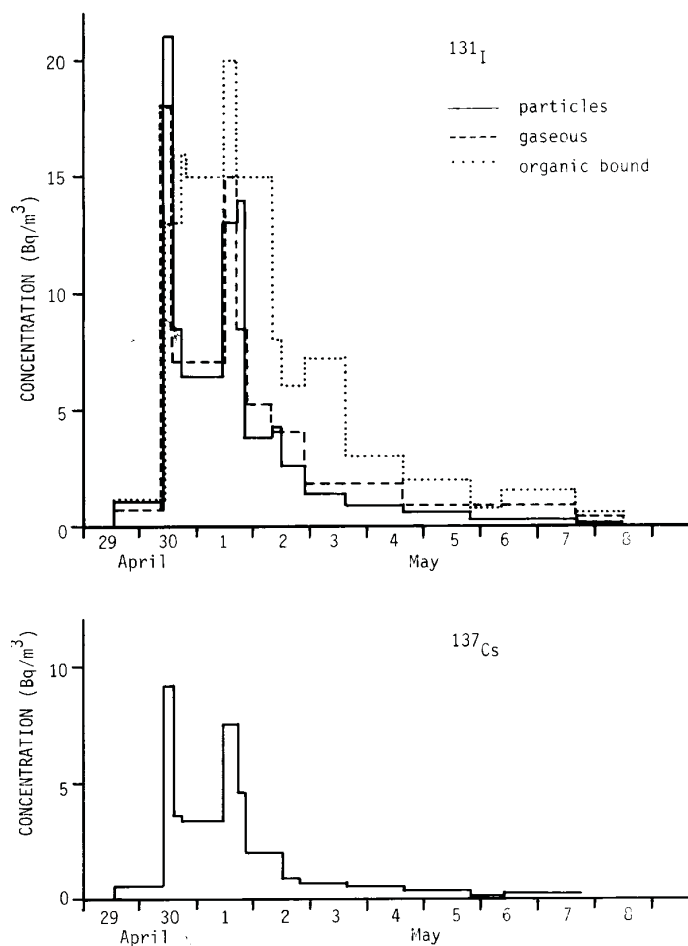 131I
particles
gaseous
organic bound
CONCENTRATION (Bq/m3)
20
15
10
5
0
29 30 1 2 3 4 5 6 7 8
April May
137Cs
CONCENTRATION (Bq/m3)
10
5
0
29 30 1 2 3 4 5 6 7 8
April May